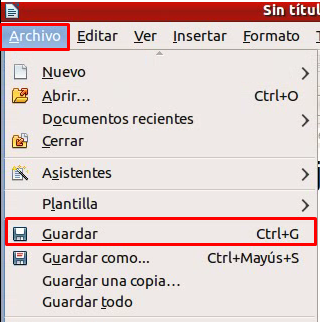 Sin títul
Archivo Editar Ver Insertar Formato
Nuevo
Abrir... Ctrl+O
Documentos recientes
Cerrar
Asistentes
Plantilla
Guardar Ctrl+G
Guardar como... Ctrl+Mayús+S
Guardar una copia...
Guardar todo